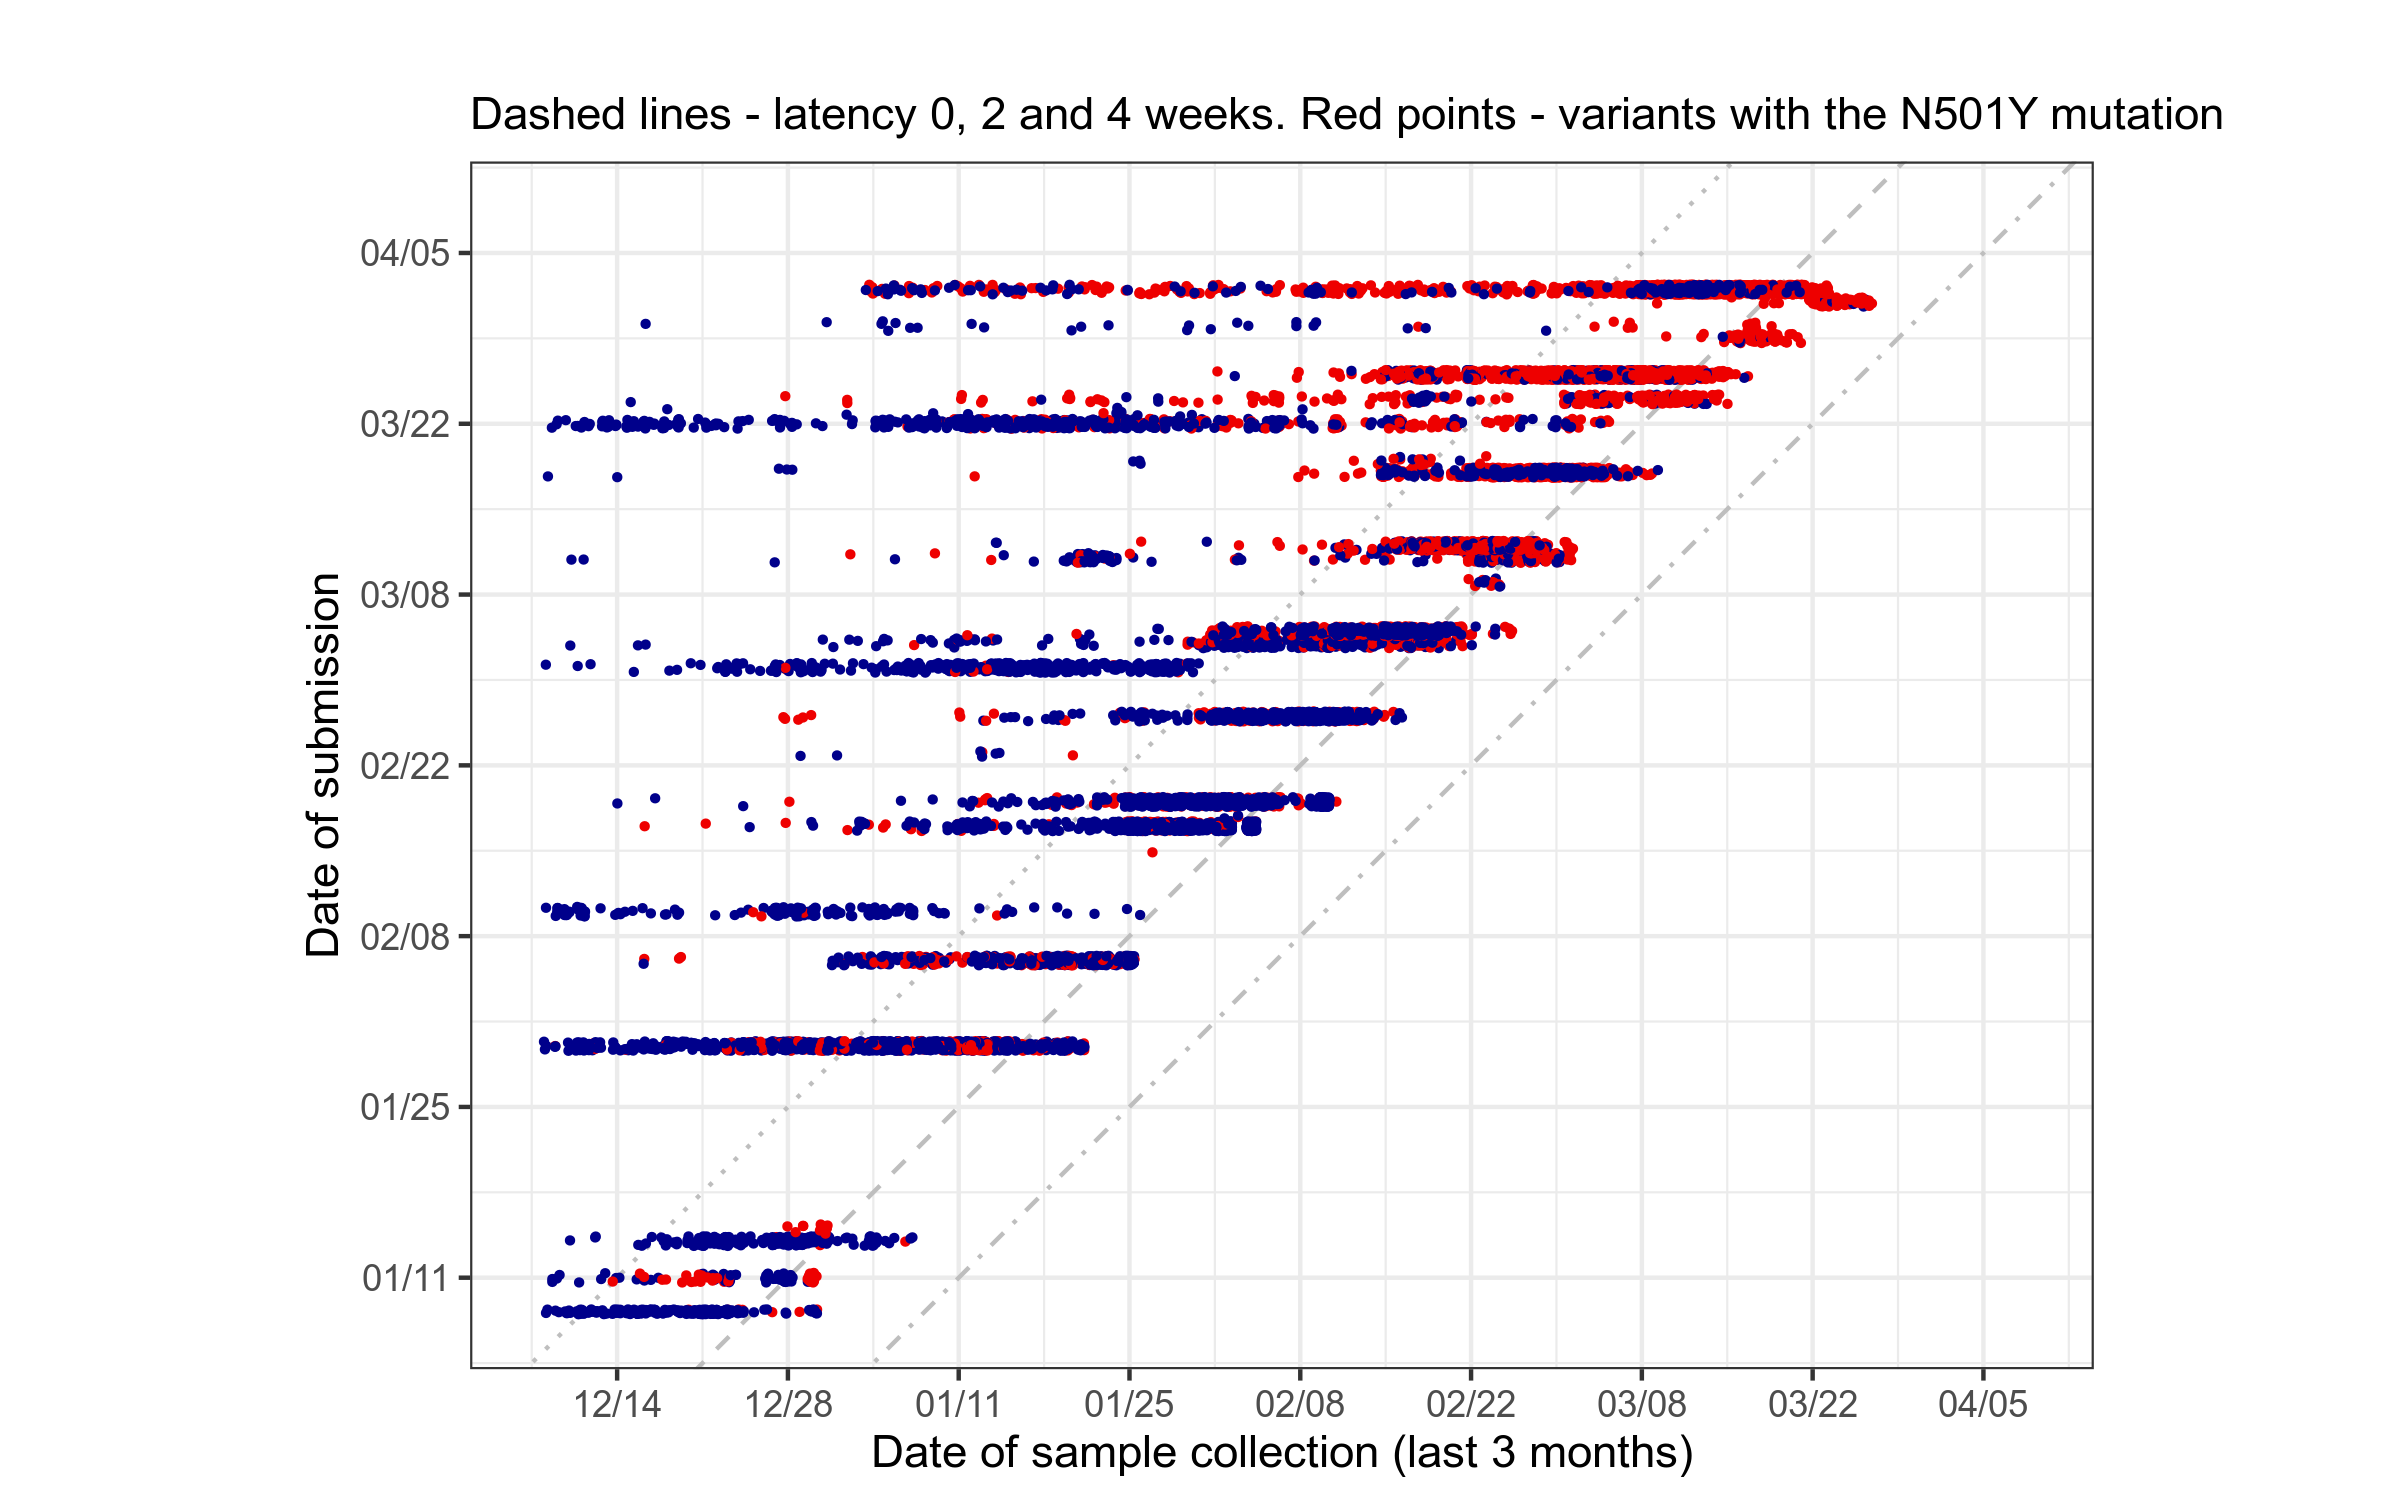 Dashed lines - latency 0, 2 and 4 weeks. Red points - variants with the N501Y mutation
Date of submission
04/05
03/22
03/08
02/22
02/08
01/25
01/11
12/14 12/28 01/11 01/25 02/08 02/22 03/08 03/22 04/05
Date of sample collection (last 3 months)